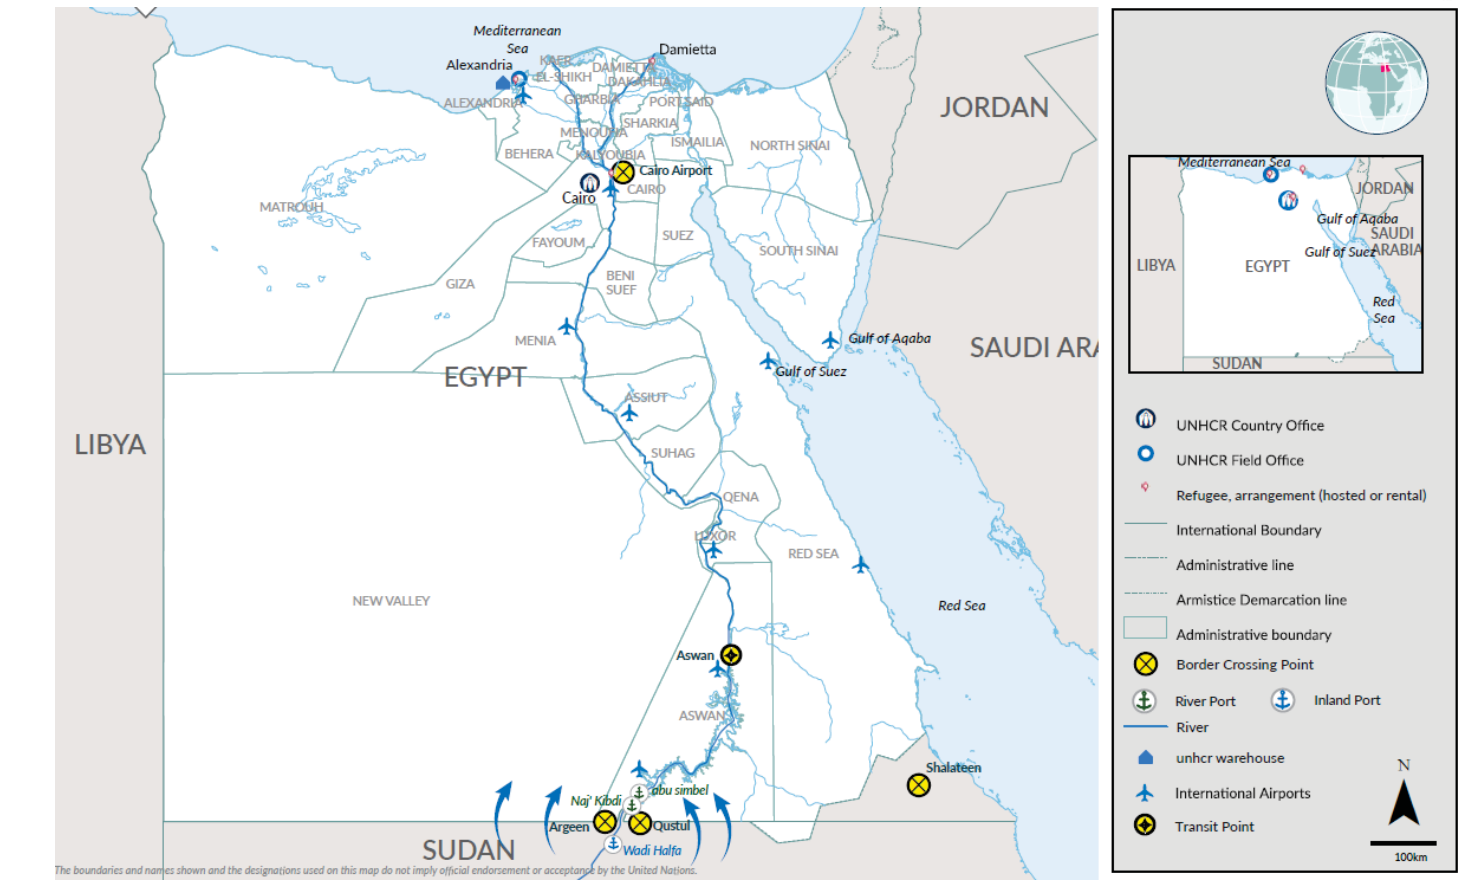 Mediterranean
Sea
Alexandria
Damietta
KAFR
EL-SHIKH
DAMIETTA
DAKAHLIA
ALEXANDRIA
GHARBIA
PORT SAID
SHARKIA
MENOUFIA
ISMAILIA
NORTH SINAI
BEHERA
KALYOUBIA
Cairo Airport
Cairo
CAIRO
MATROUH
FAYOUM
SUEZ
SOUTH SINAI
GIZA
BENI
SUEF
MENIA
Gulf of Aqaba
Gulf of Suez
EGYPT
ASSIUT
LIBYA
JORDAN
SAUDI ARA
SUHAG
QENA
LUXOR
RED SEA
NEW VALLEY
Red Sea
Aswan
ASWAN
Shalateen
abu simbel
Naj' Kibdi
Argeen
Qustul
Wadi Halfa
SUDAN
The boundaries and names shown and the designations used on this map do not imply official endorsement or acceptance by the United Nations.
Mediterranean Sea
JORDAN
Gulf of Aqaba
SAUDI
ARABIA
Gulf of Suez
LIBYA
EGYPT
Red
Sea
SUDAN
UNHCR Country Office
UNHCR Field Office
Refugee, arrangement (hosted or rental)
International Boundary
Administrative line
Armistice Demarcation line
Administrative boundary
Border Crossing Point
River Port
Inland Port
River
unhcr warehouse
International Airports
Transit Point
N
100km